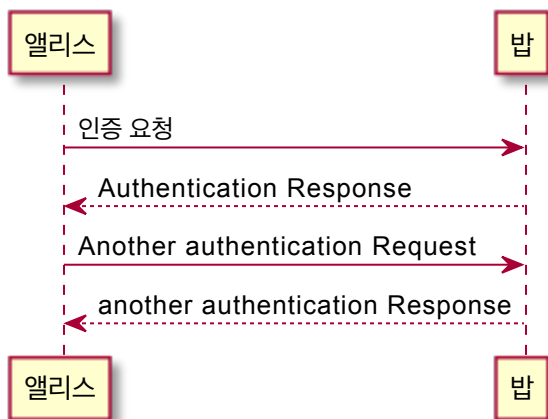 앨리스
밥
인증 요청
Authentication Response
Another authentication Request
another authentication Response
앨리스
밥